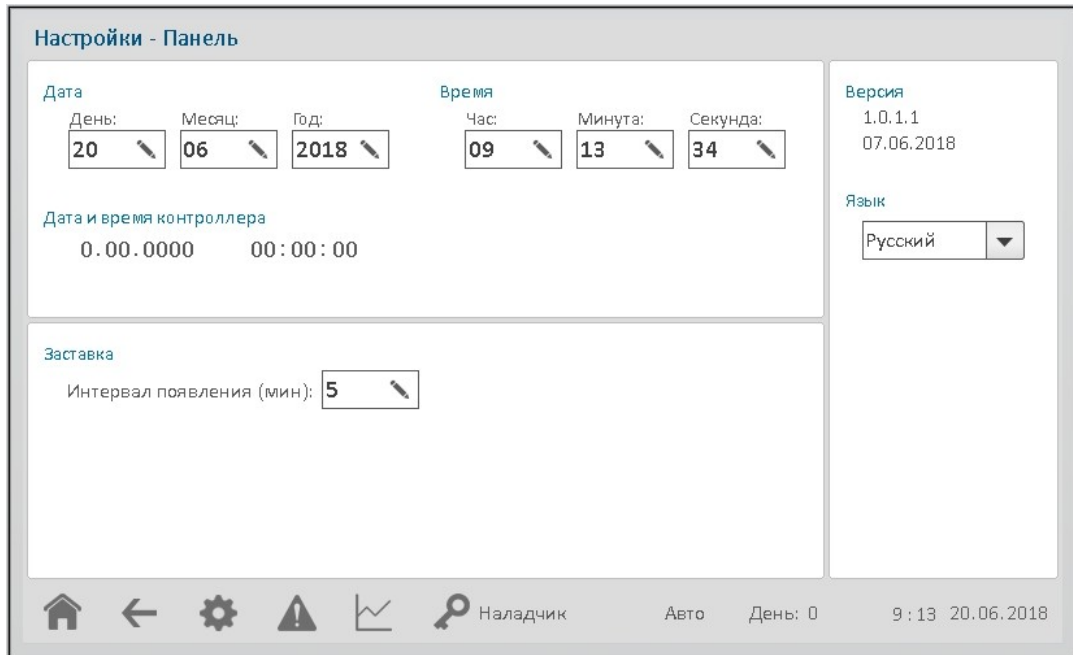 Настройки - Панель
Дата
День: Месяц: Год:
20 06 2018
Время
Час: Минута: Секунда:
09 13 34
Дата и время контроллера
0.00.0000 00:00:00
Заставка
Интервал появления (мин): 5
Версия
1.0.1.1
07.06.2018
Язык
Русский
Наладчик Авто День: 0 9:13 20.06.2018